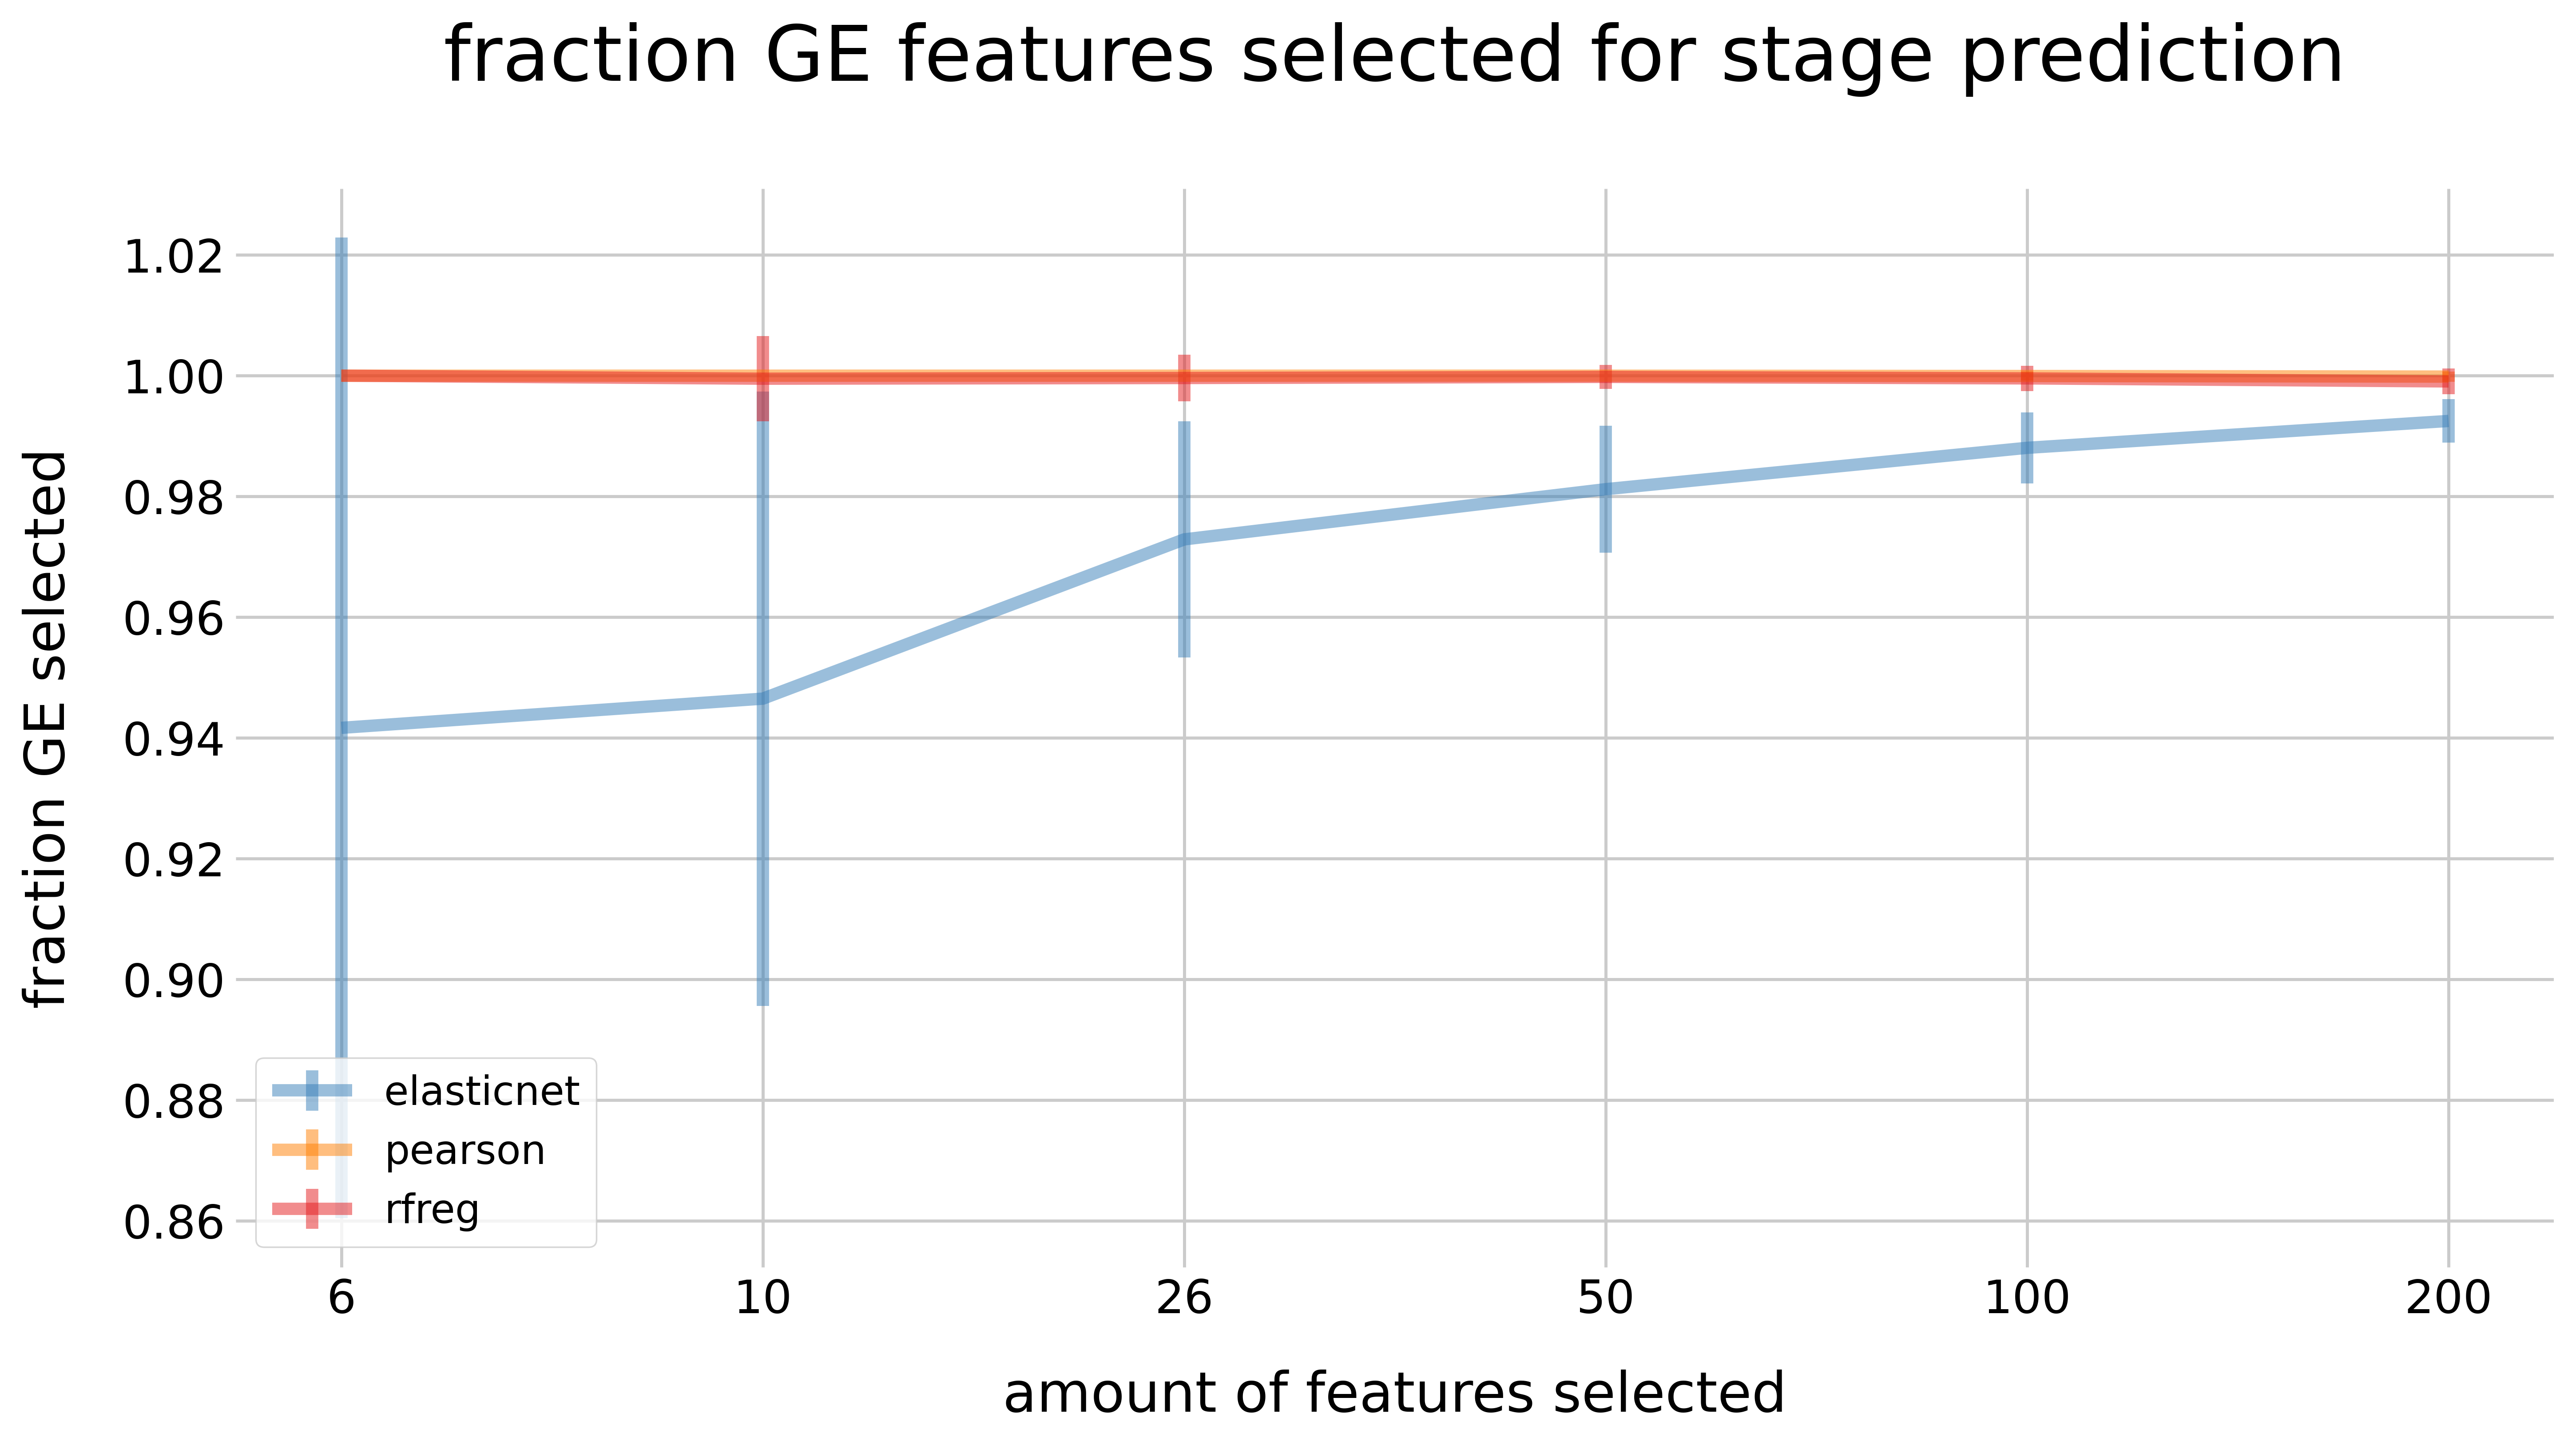 fraction GE features selected for stage prediction
fraction GE selected
1.02
1.00
0.98
0.96
0.94
0.92
0.90
0.88
0.86
elasticnet
pearson
rfreg
6 10 26 50 100 200
amount of features selected